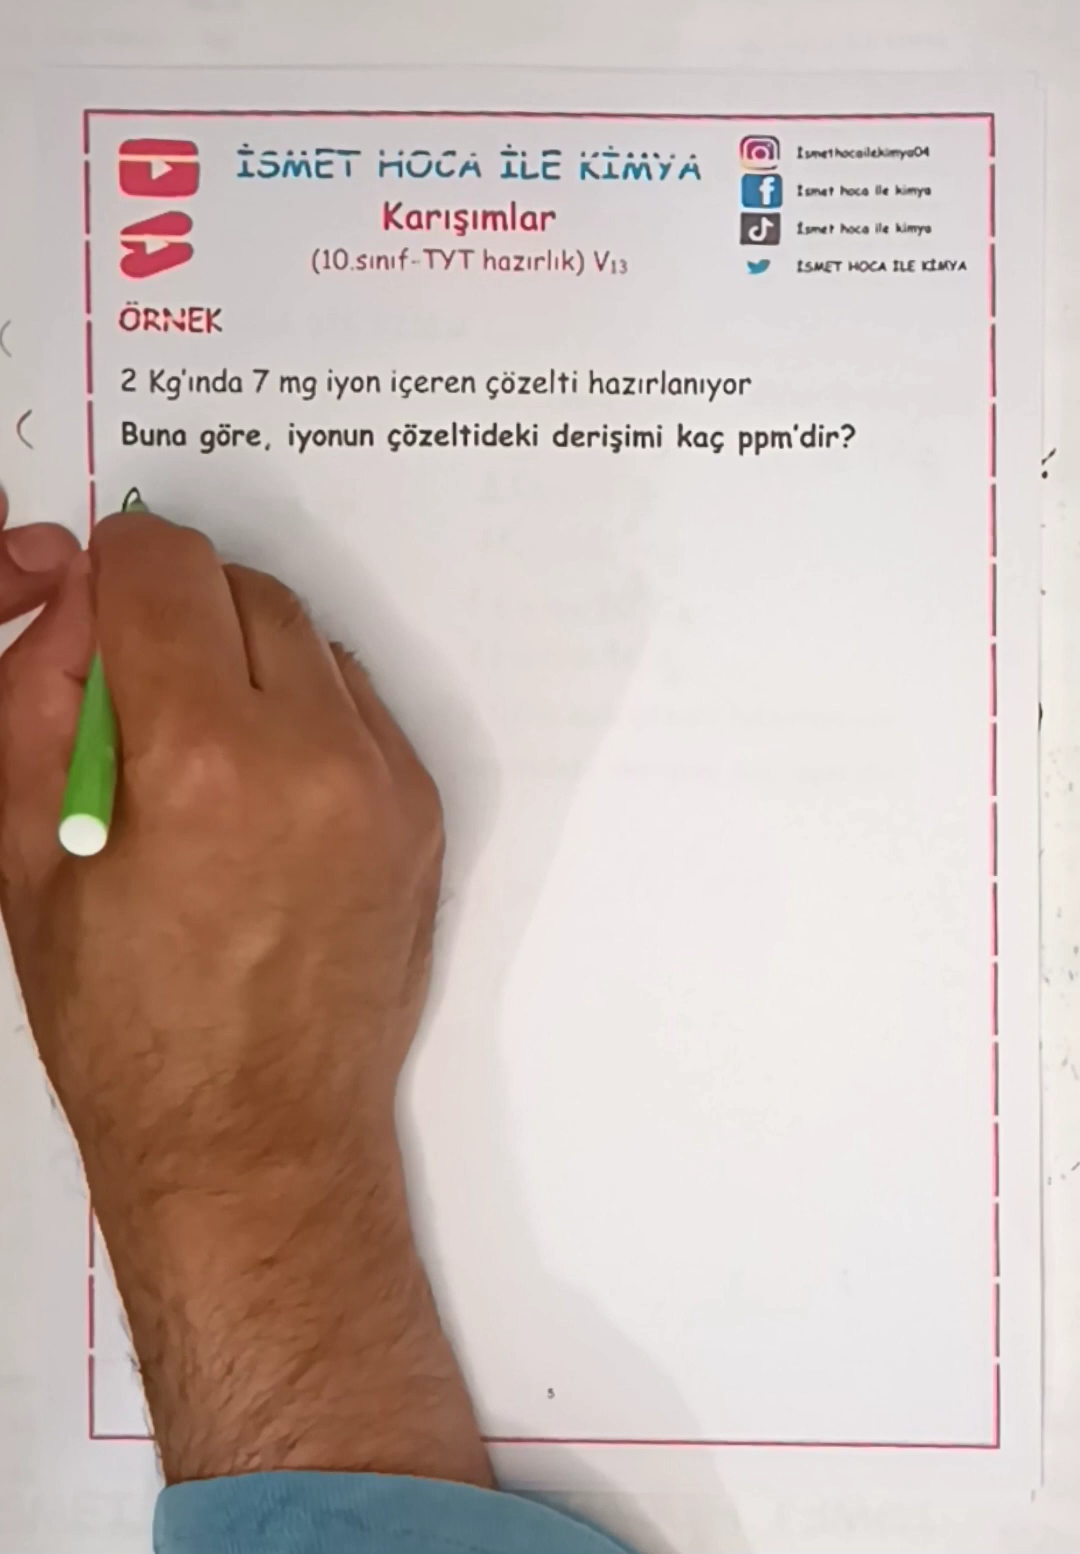 İSMET HOCA İLE KİMYA
Karışımlar
(10.sınıf-TYT hazırlık) V13
İsmethocailekimya04
İsmet hoca ile kimya
İsmet hoca ile kimya
İSMET HOCA İLE KİMYA
ÖRNEK
2 Kg'ında 7 mg iyon içeren çözelti hazırlanıyor
Buna göre, iyonun çözeltideki derişimi kaç ppm'dir?
5